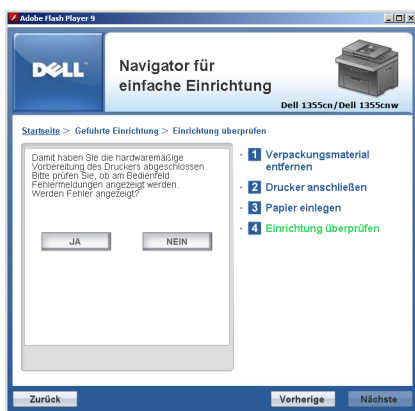 Adobe Flash Player 9
DELL™
Navigator für
einfache Einrichtung
Dell 1355cn/Dell 1355cnw
Startseite > Geführte Einrichtung > Einrichtung überprüfen
Damit haben Sie die hardwaremäßige
Vorbereitung des Druckers abgeschlossen.
Bitte prüfen Sie, ob am Bedienfeld
Fehlermeldungen angezeigt werden.
Werden Fehler angezeigt?
JA
NEIN
· 1 Verpackungsmaterial
entfernen
· 2 Drucker anschließen
· 3 Papier einlegen
· 4 Einrichtung überprüfen
Zurück
Vorherige
Nächste